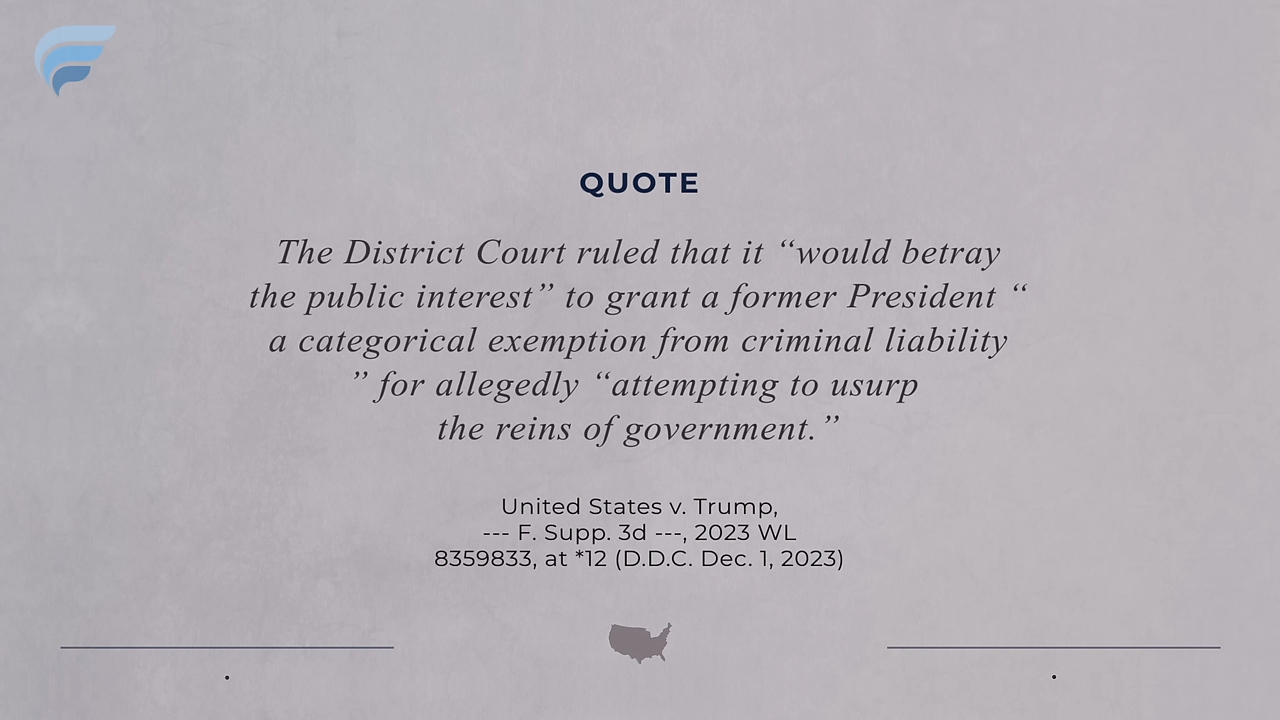 QUOTE
The District Court ruled that it “would betray
the public interest” to grant a former President “
a categorical exemption from criminal liability
” for allegedly “attempting to usurp
the reins of government.”
United States v. Trump,
--- F. Supp. 3d ---, 2023 WL
8359833, at *12 (D.D.C. Dec. 1, 2023)